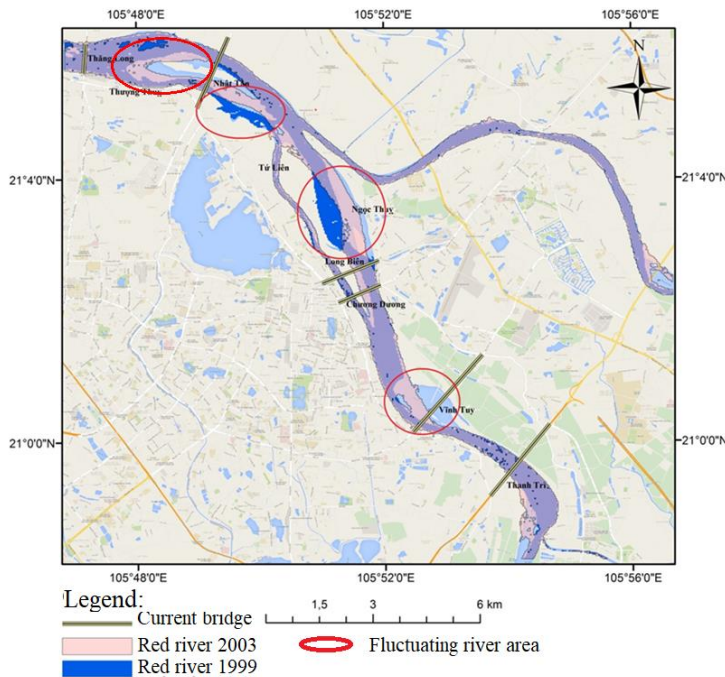 105°48'0"E 105°52'0"E 105°56'0"E
N
Thăng Long
Thượng Thụy
Nhật Tân
21°4'0"N 21°4'0"N
Tứ Liên
Ngọc Thụy
Long Biên
Chương Dương
Vĩnh Tuy
21°0'0"N 21°0'0"N
Thanh Trì
105°48'0"E 105°52'0"E 105°56'0"E
Legend:
Current bridge
1,5 3 6 km
Red river 2003
Fluctuating river area
Red river 1999